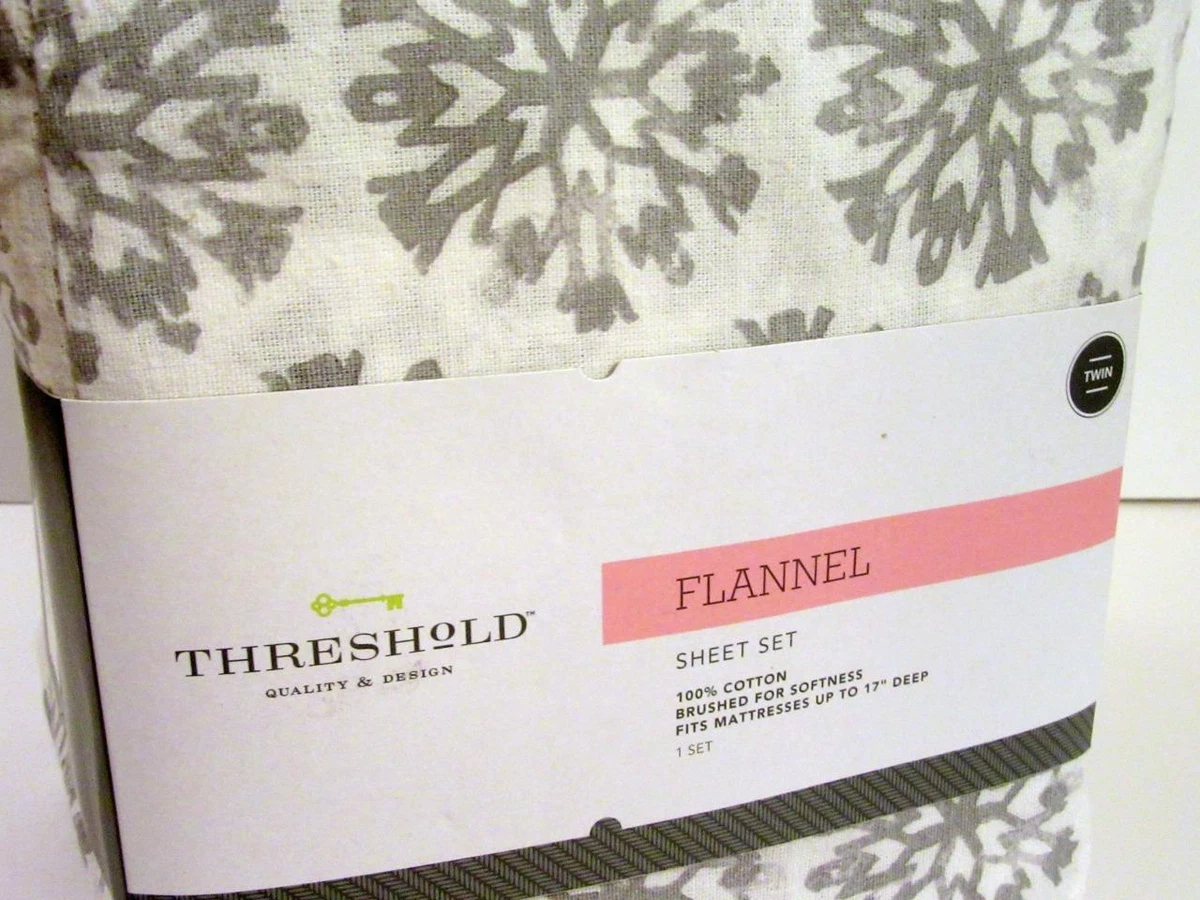 TWIN
THRESHOLD™
QUALITY & DESIGN
FLANNEL
SHEET SET
100% COTTON
BRUSHED FOR SOFTNESS
FITS MATTRESSES UP TO 17" DEEP
1 SET